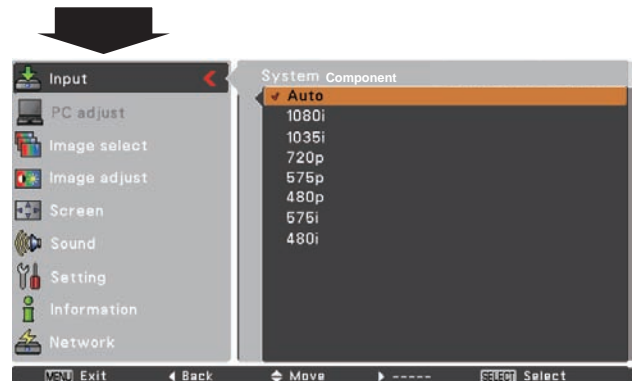 Input
PC adjust
Image select
Image adjust
Screen
Sound
Setting
Information
Network
System Component
Auto
1080i
1035i
720p
575p
480p
575i
480i
MENU Exit Back Move ----- SELECT Select